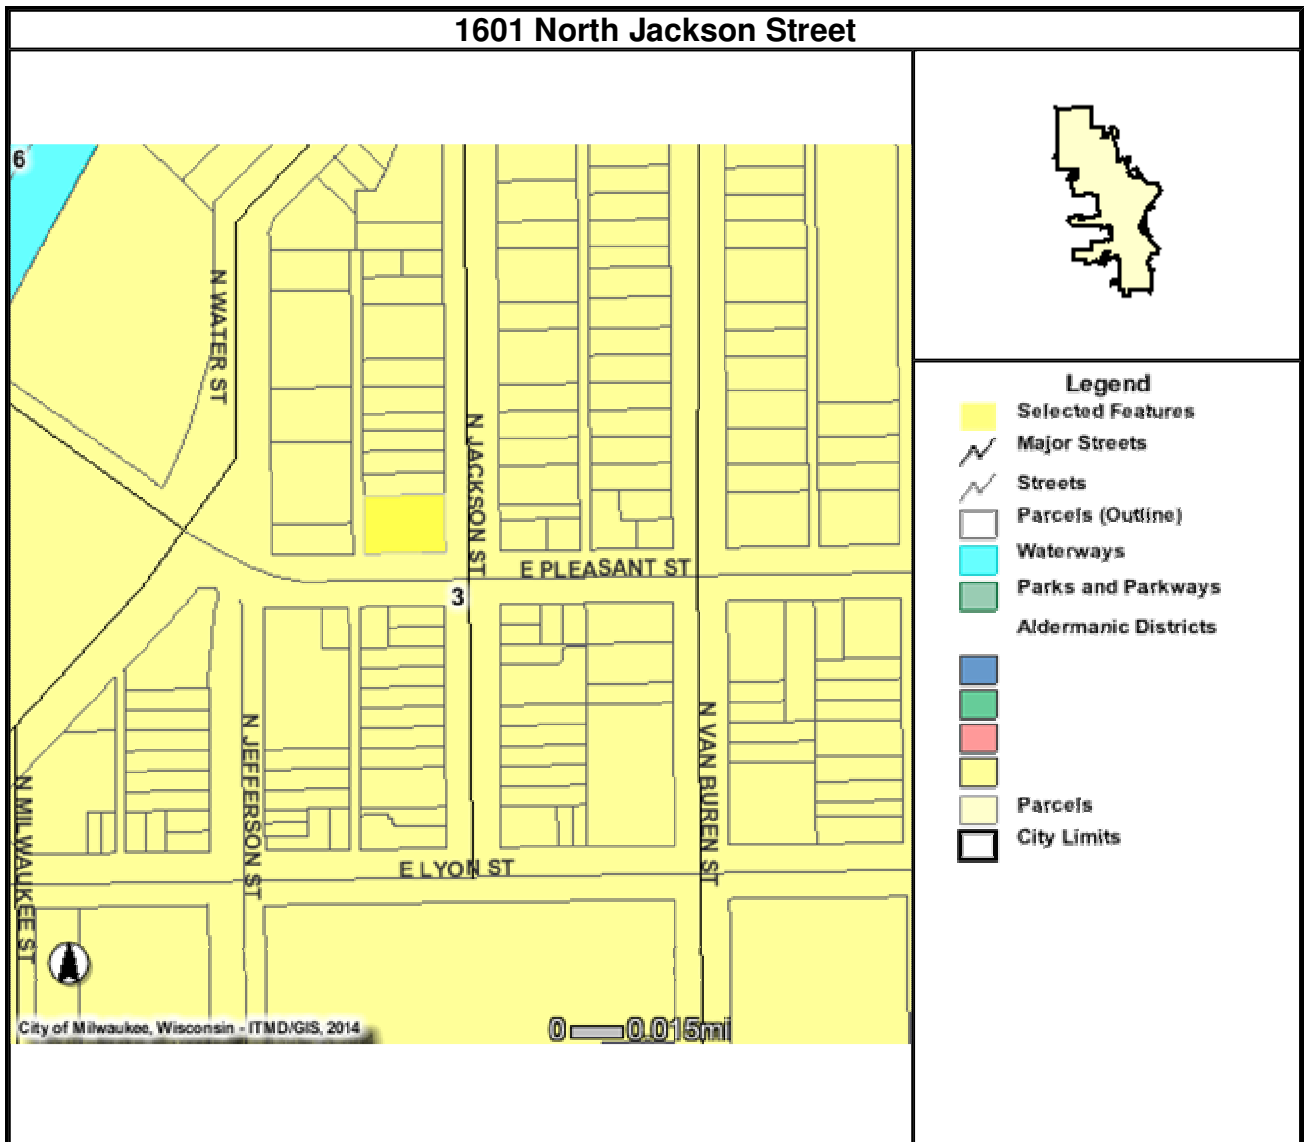 1601 North Jackson Street
6
N WATER ST
N JACKSON ST
E PLEASANT ST
3
N JEFFERSON ST
N VAN BUREN ST
N MILWAUKEE ST
E LYON ST
City of Milwaukee, Wisconsin - ITMD/GIS, 2014
0 0.015mi
Legend
Selected Features
Major Streets
Streets
Parcels (Outline)
Waterways
Parks and Parkways
Aldermanic Districts
Parcels
City Limits